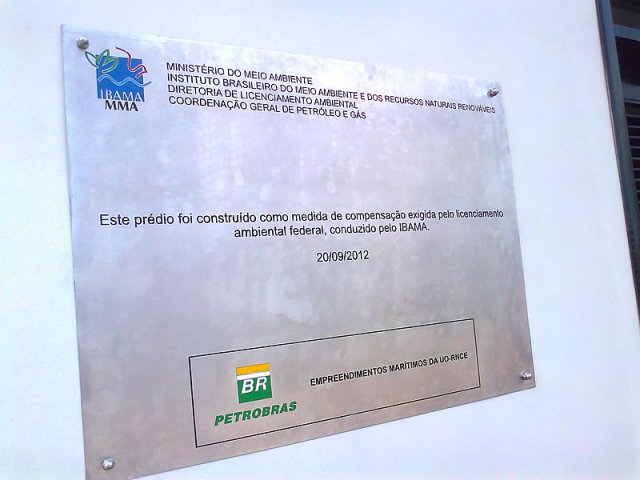 IBAMA
MMA
MINISTÉRIO DO MEIO AMBIENTE
INSTITUTO BRASILEIRO DO MEIO AMBIENTE E DOS RECURSOS NATURAIS RENOVÁVEIS
DIRETORIA DE LICENCIAMENTO AMBIENTAL
COORDENAÇÃO GERAL DE PETRÓLEO E GÁS
Este prédio foi construído como medida de compensação exigida pelo licenciamento
ambiental federal, conduzido pelo IBAMA.
20/09/2012
BR
PETROBRAS
EMPREENDIMENTOS MARÍTIMOS DA UO-RNCE